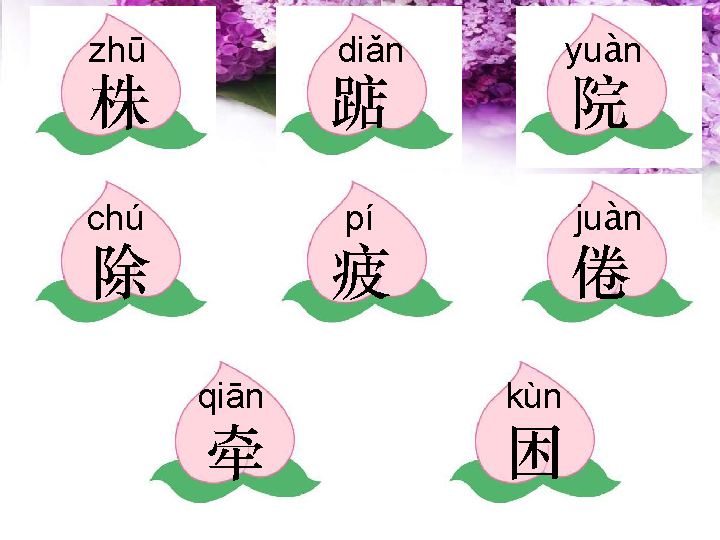 zhū diǎn yuàn
株 踮 院
chú pí juàn
除 疲 倦
qiān kùn
牵 困